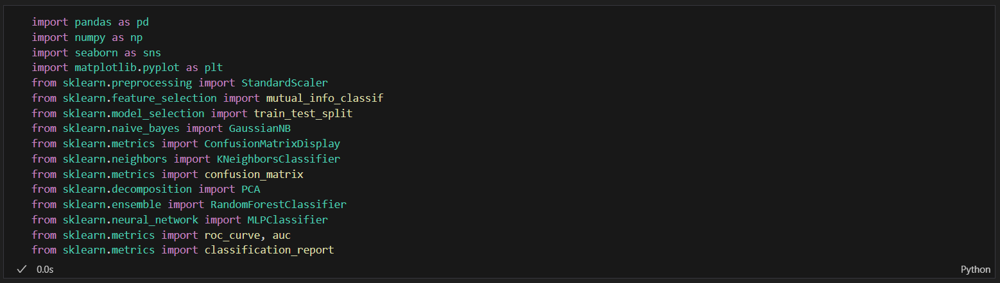 import pandas as pd
import numpy as np
import seaborn as sns
import matplotlib.pyplot as plt
from sklearn.preprocessing import StandardScaler
from sklearn.feature_selection import mutual_info_classif
from sklearn.model_selection import train_test_split
from sklearn.naive_bayes import GaussianNB
from sklearn.metrics import ConfusionMatrixDisplay
from sklearn.neighbors import KNeighborsClassifier
from sklearn.metrics import confusion_matrix
from sklearn.decomposition import PCA
from sklearn.ensemble import RandomForestClassifier
from sklearn.neural_network import MLPClassifier
from sklearn.metrics import roc_curve, auc
from sklearn.metrics import classification_report
✓ 0.0s Python